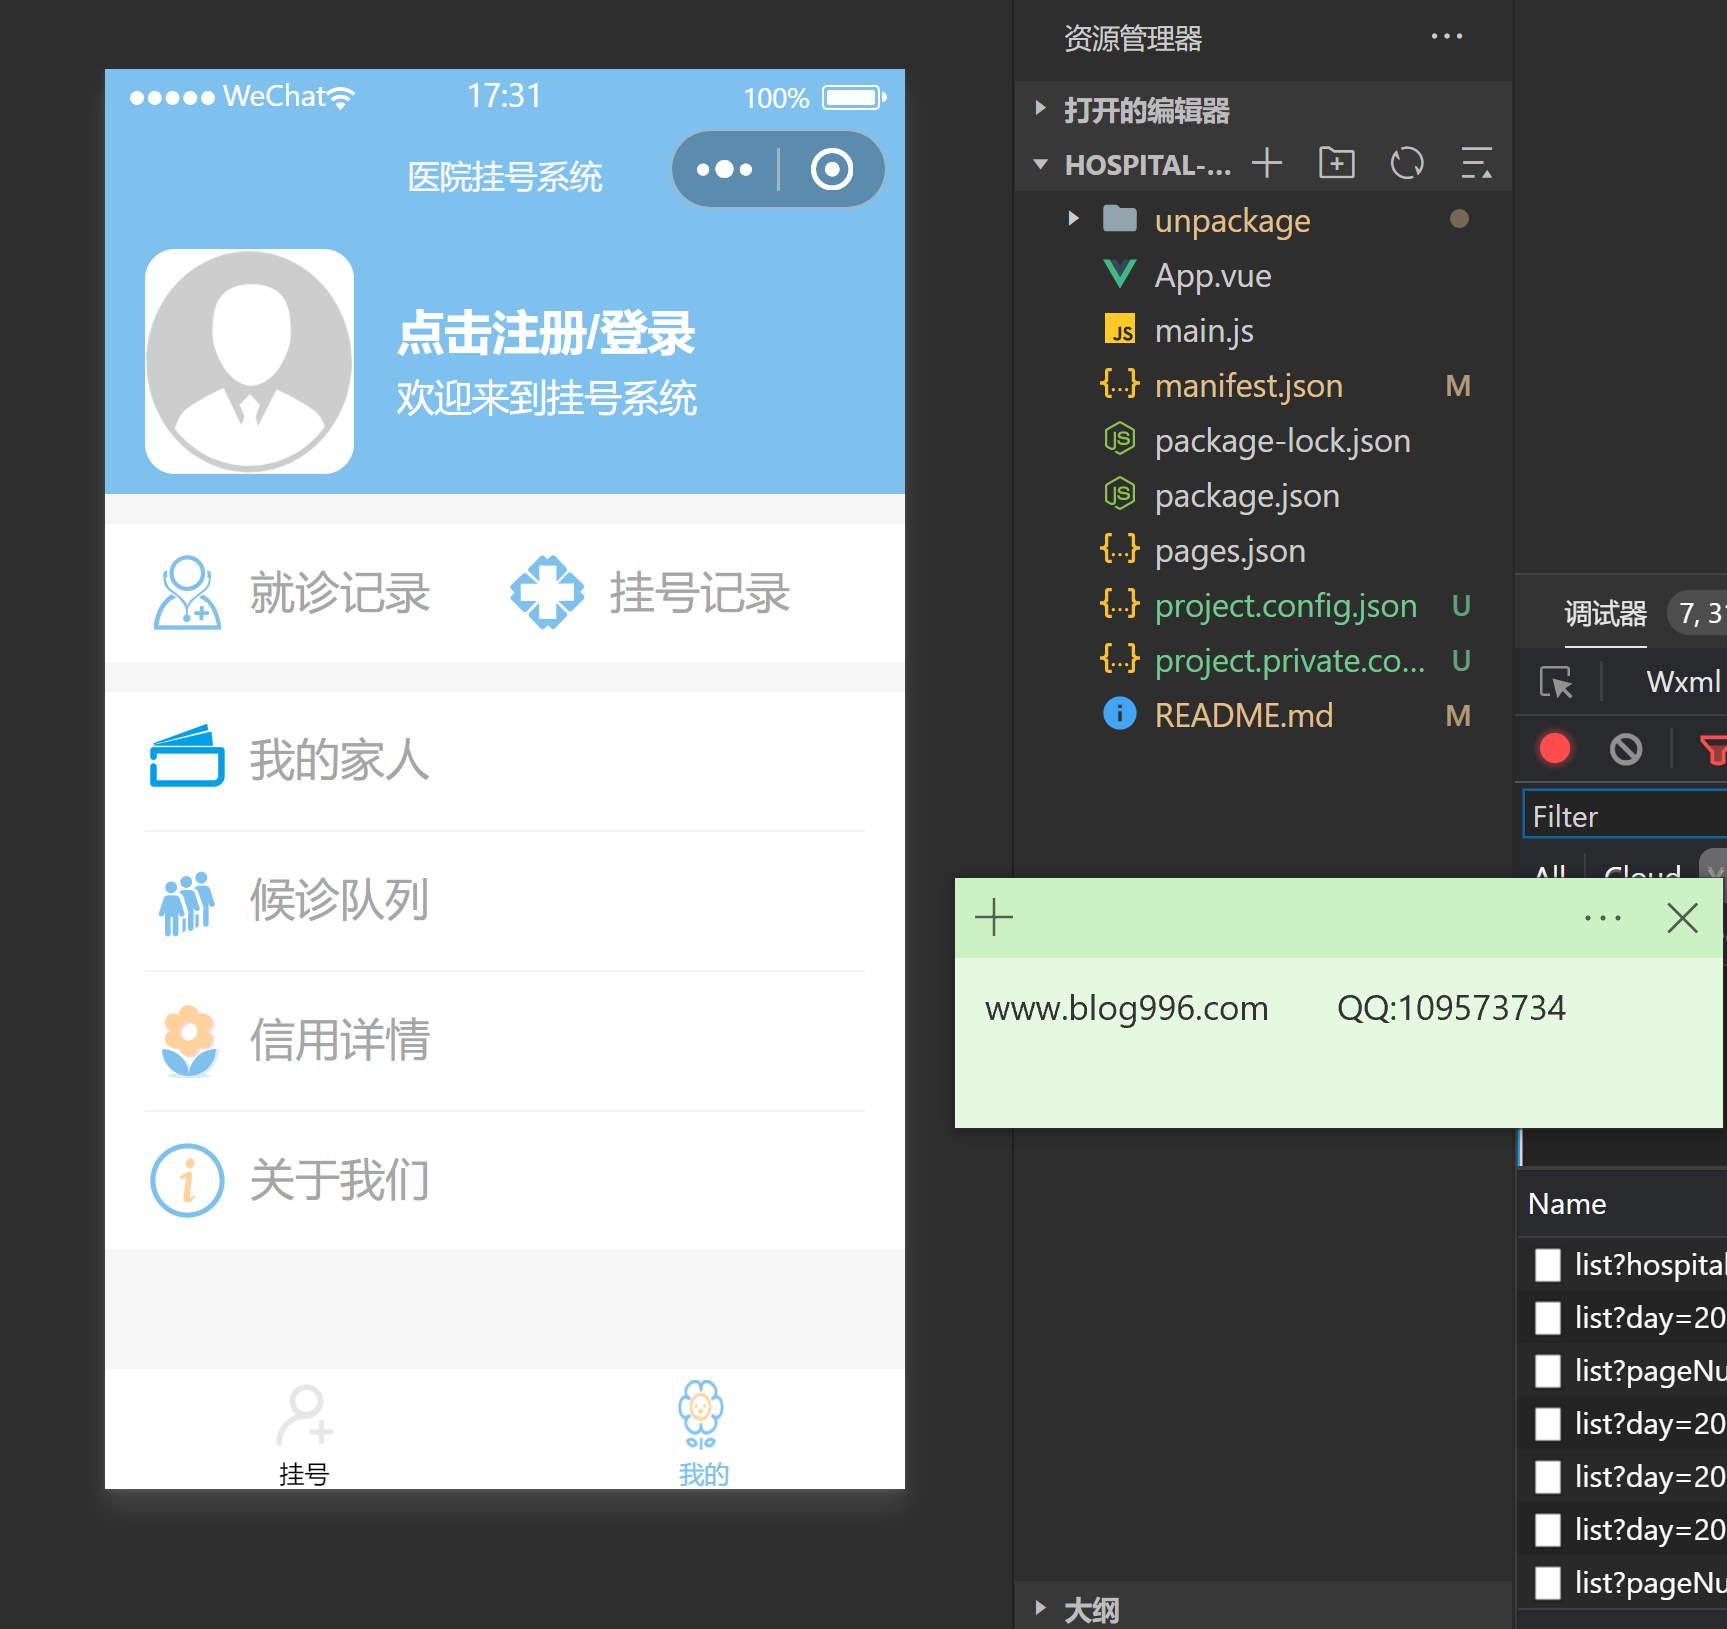 WeChat 17:31 100%
医院挂号系统
点击注册/登录
欢迎来到挂号系统
就诊记录 挂号记录
我的家人
候诊队列
信用详情
关于我们
挂号 我的
资源管理器
打开的编辑器
HOSPITAL-...
unpackage
App.vue
main.js
manifest.json M
package-lock.json
package.json
pages.json
project.config.json U
project.private.co... U
README.md M
大纲
调试器 7, 31
Wxml
Filter
All Cloud
www.blog996.com QQ:109573734
Name
list?hospital
list?day=20
list?pageNu
list?day=20
list?day=20
list?day=20
list?pageNu